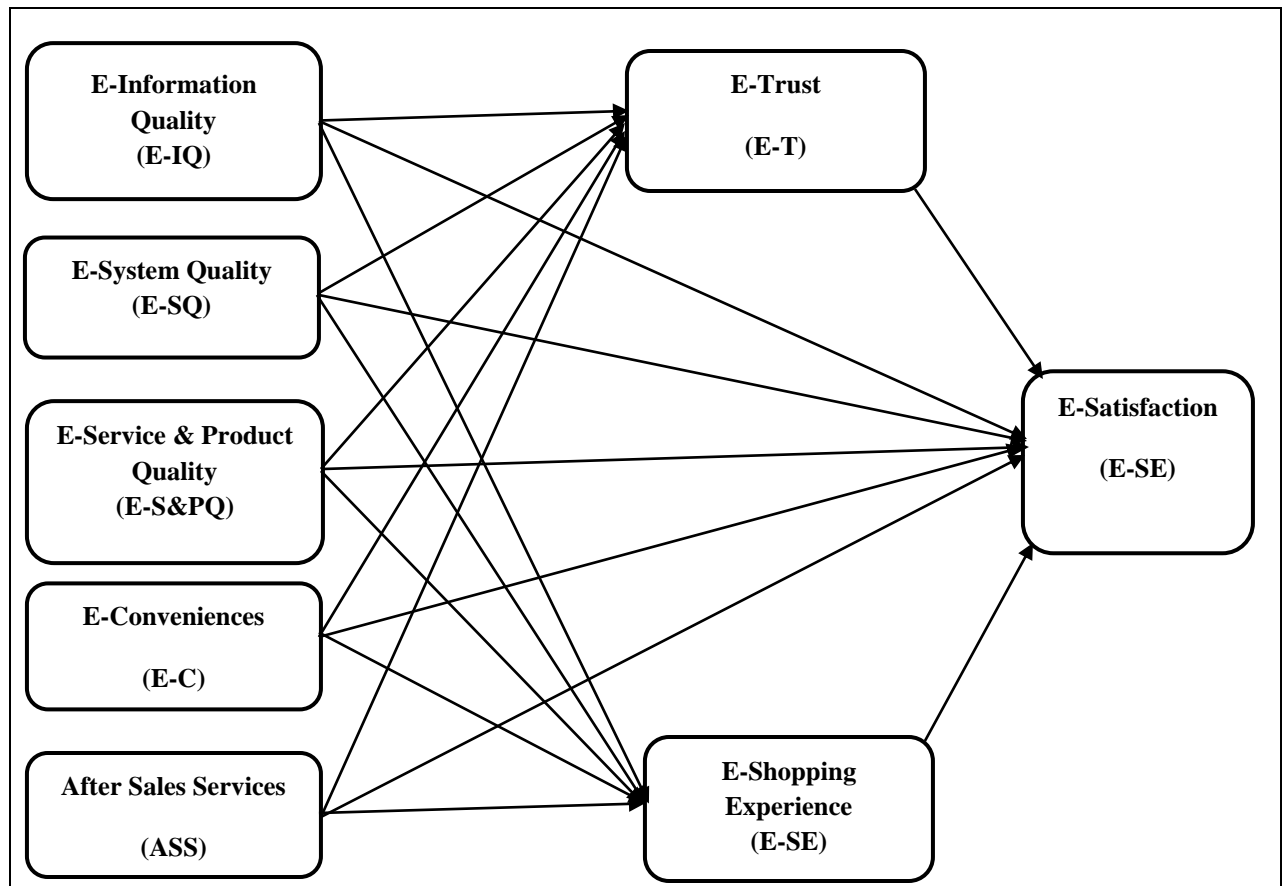 E-Information
Quality
(E-IQ)
E-System Quality
(E-SQ)
E-Service & Product
Quality
(E-S&PQ)
E-Conveniences
(E-C)
After Sales Services
(ASS)
E-Trust
(E-T)
E-Shopping
Experience
(E-SE)
E-Satisfaction
(E-SE)